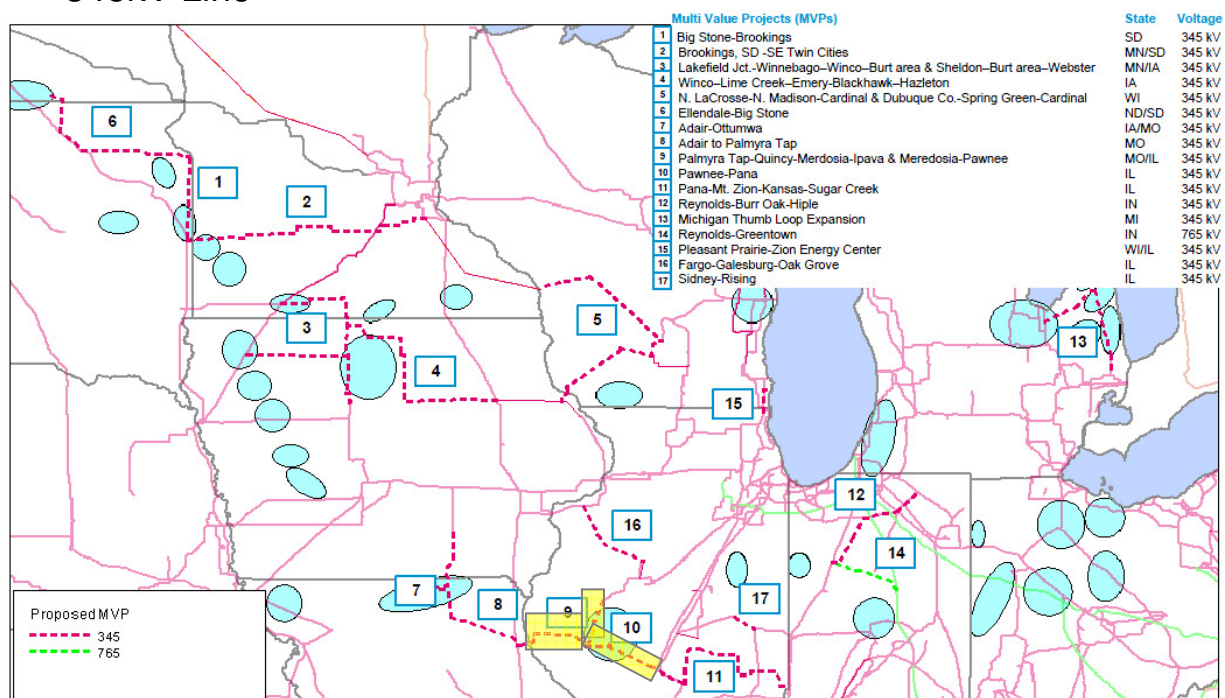 345kV Line
Multi Value Projects (MVPs) State Voltage
1 Big Stone-Brookings SD 345 kV
2 Brookings, SD -SE Twin Cities MN/SD 345 kV
3 Lakefield Jct.-Winnebago–Winco–Burt area & Sheldon–Burt area–Webster MN/IA 345 kV
4 Winco–Lime Creek–Emery-Blackhawk–Hazleton IA 345 kV
5 N. LaCrosse-N. Madison-Cardinal & Dubuque Co.-Spring Green-Cardinal WI 345 kV
6 Ellendale-Big Stone ND/SD 345 kV
7 Adair-Ottumwa IA/MO 345 kV
8 Adair to Palmyra Tap MO 345 kV
9 Palmyra Tap-Quincy-Merdosia-Ipava & Meredosia-Pawnee MO/IL 345 kV
10 Pawnee-Pana IL 345 kV
11 Pana-Mt. Zion-Kansas-Sugar Creek IL 345 kV
12 Reynolds-Burr Oak-Hiple IN 345 kV
13 Michigan Thumb Loop Expansion MI 345 kV
14 Reynolds-Greentown IN 765 kV
15 Pleasant Prairie-Zion Energy Center WI/IL 345 kV
16 Fargo-Galesburg-Oak Grove IL 345 kV
17 Sidney-Rising IL 345 kV
6
1
2
3
5
13
4
15
12
16
14
7
8
9
17
10
11
Proposed MVP
345
765